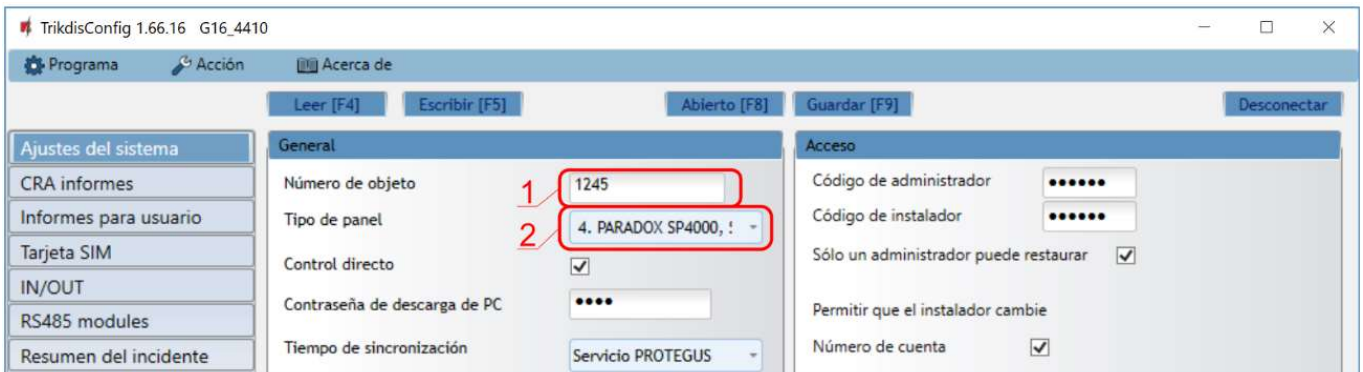 TrikdisConfig 1.66.16 G16_4410
Programa Acción Acerca de
Leer [F4] Escribir [F5] Abierto [F8] Guardar [F9] Desconectar
Ajustes del sistema
CRA informes
Informes para usuario
Tarjeta SIM
IN/OUT
RS485 modules
Resumen del incidente
General
Número de objeto 1 1245
Tipo de panel 2 4. PARADOX SP4000, S
Control directo
Contraseña de descarga de PC ••••
Tiempo de sincronización Servicio PROTEGUS
Acceso
Código de administrador ••••••
Código de instalador ••••••
Sólo un administrador puede restaurar
Permitir que el instalador cambie
Número de cuenta